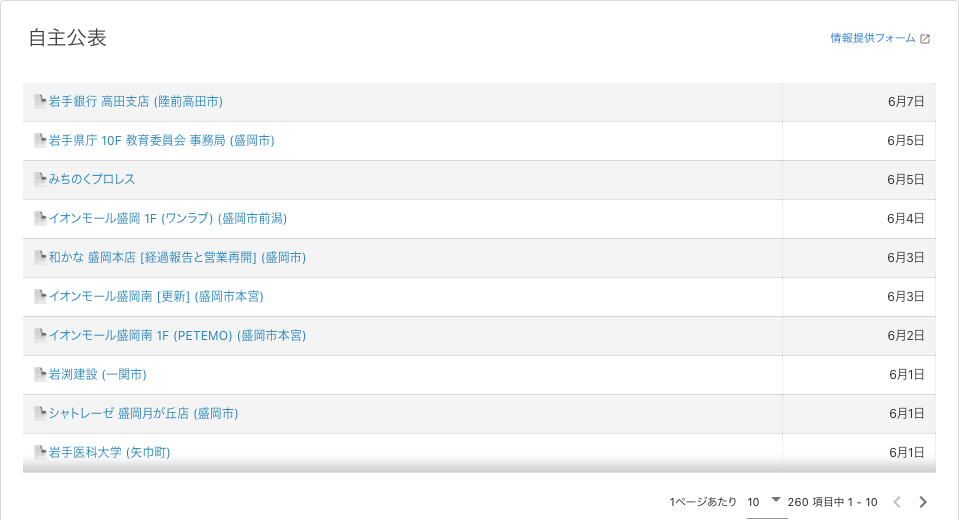 自主公表
情報提供フォーム
岩手銀行 高田支店 (陸前高田市) 6月7日
岩手県庁 10F 教育委員会 事務局 (盛岡市) 6月5日
みちのくプロレス 6月5日
イオンモール盛岡 1F (ワンラブ) (盛岡市前潟) 6月4日
和かな 盛岡本店 [経過報告と営業再開] (盛岡市) 6月3日
イオンモール盛岡南 [更新] (盛岡市本宮) 6月3日
イオンモール盛岡南 1F (PETEMO) (盛岡市本宮) 6月2日
岩渕建設 (一関市) 6月1日
シャトレーゼ 盛岡月が丘店 (盛岡市) 6月1日
岩手医科大学 (矢巾町) 6月1日
1ページあたり 10 260 項目中 1 - 10